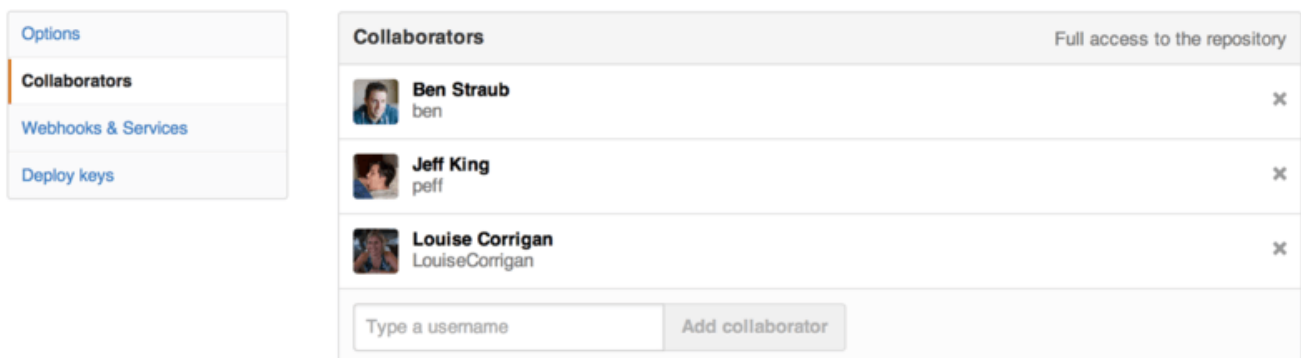 Options
Collaborators
Webhooks & Services
Deploy keys
Collaborators
Full access to the repository
Ben Straub
ben
Jeff King
peff
Louise Corrigan
LouiseCorrigan
Type a username
Add collaborator